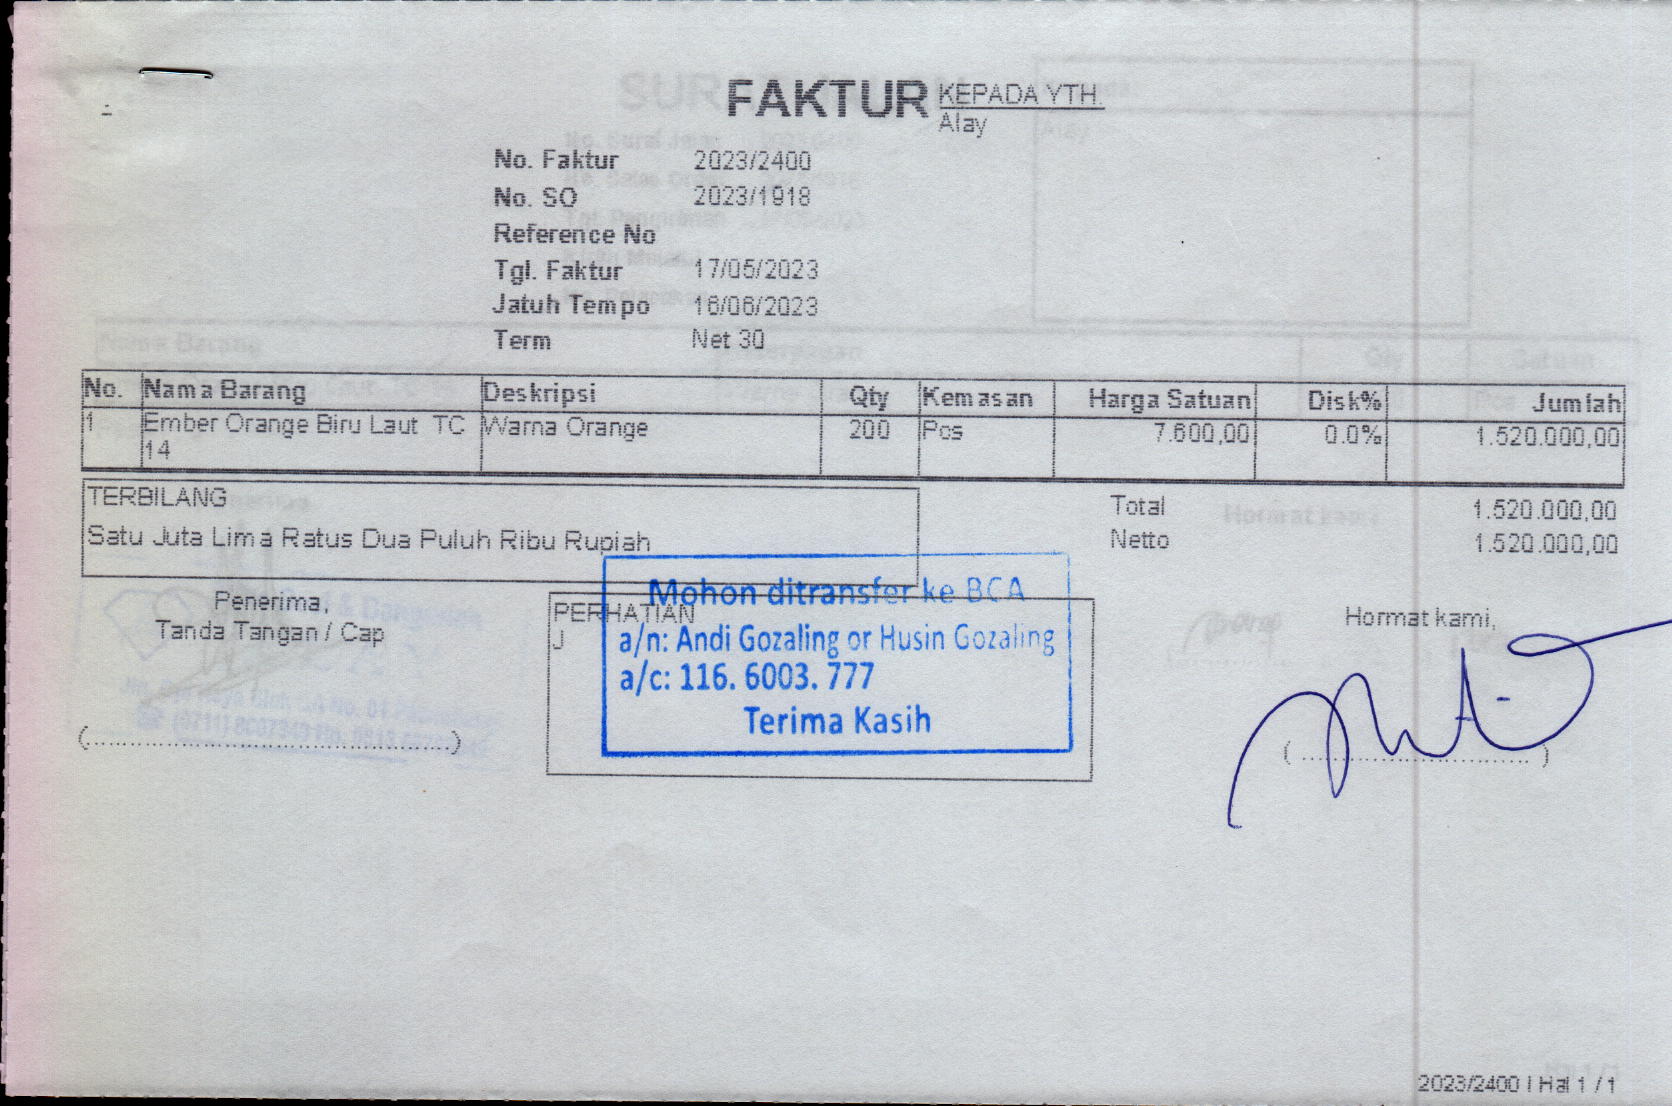 FAKTUR
KEPADA YTH.
Alay
No. Faktur 2023/2400
No. SO 2023/1918
Reference No
Tgl. Faktur 17/05/2023
Jatuh Tempo 16/06/2023
Term Net 30
No. Nama Barang Deskripsi Qty Kemasan Harga Satuan Disk% Jumlah
1 Ember Orange Biru Laut TC Warna Orange 200 Pcs 7.600,00 0.0% 1.520.000,00
14
TERBILANG
Satu Juta Lima Ratus Dua Puluh Ribu Rupiah
Total 1.520.000,00
Netto 1.520.000,00
Penerima,
Tanda Tangan / Cap
(..........................................................)
PERHATIAN
J
Mohon ditransfer ke BCA
a/n: Andi Gozaling or Husin Gozaling
a/c: 116. 6003. 777
Terima Kasih
Hormat kami,
( ...................................... )
2023/2400 | Hal 1 / 1